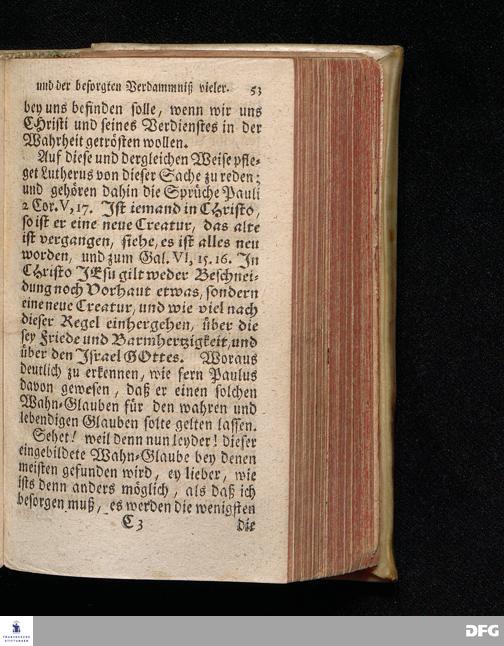 und der besorgten Verdammniß vieler. 53
bey uns befinden solle, wenn wir uns
CHristi und seines Verdienstes in der
Wahrheit getrösten wollen.
Auf diese und dergleichen Weise pfle-
get Lutherus von dieser Sache zu reden;
und gehören dahin die Sprüche Pauli
2 Cor. V, 17. Ist iemand in CHristo,
so ist er eine neue Creatur, das alte
ist vergangen, siehe, es ist alles neu
worden, und zum Gal. VI, 15. 16. In
CHristo JEsu gilt weder Beschnei-
dung noch Vorhaut etwas, sondern
eine neue Creatur, und wie viel nach
dieser Regel einhergehen, über die
sey Friede und Barmhertzigkeit, und
über den Israel GOttes. Woraus
deutlich zu erkennen, wie fern Paulus
davon gewesen, daß er einen solchen
Wahn-Glauben für den wahren und
lebendigen Glauben solte gelten lassen.
Sehet! weil denn nun leyder! dieser
eingebildete Wahn-Glaube bey denen
meisten gefunden wird, ey lieber, wie
ists denn anders möglich, als daß ich
besorgen muß, es werden die wenigsten
C 3 die
FRANCKESCHE
STIFTUNGEN
DFG